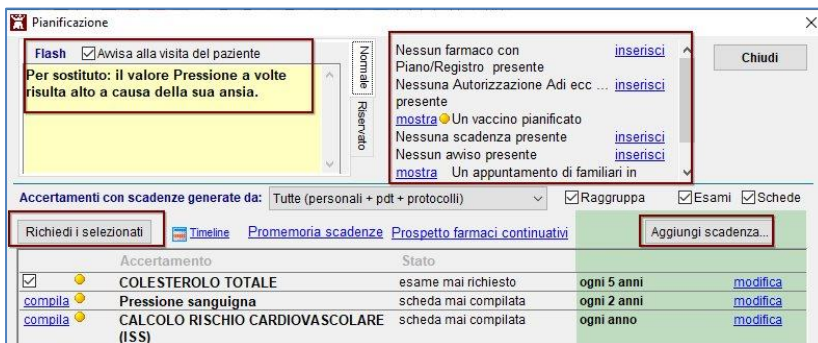 Pianificazione
Flash Avvisa alla visita del paziente
Per sostituto: il valore Pressione a volte
risulta alto a causa della sua ansia.
Normale
Riservato
Nessun farmaco con inserisci
Piano/Registro presente
Nessuna Autorizzazione Adi ecc ... inserisci
presente
mostra Un vaccino pianificato
Nessuna scadenza presente inserisci
Nessun avviso presente inserisci
mostra Un appuntamento di familiari in
Chiudi
Accertamenti con scadenze generate da: Tutte (personali + pdt + protocolli) Raggruppa Esami Schede
Richiedi i selezionati Timeline Promemoria scadenze Prospetto farmaci continuativi Aggiungi scadenza...
Accertamento Stato
COLESTEROLO TOTALE esame mai richiesto ogni 5 anni modifica
compila Pressione sanguigna scheda mai compilata ogni 2 anni modifica
compila CALCOLO RISCHIO CARDIOVASCOLARE scheda mai compilata ogni anno modifica
(ISS)